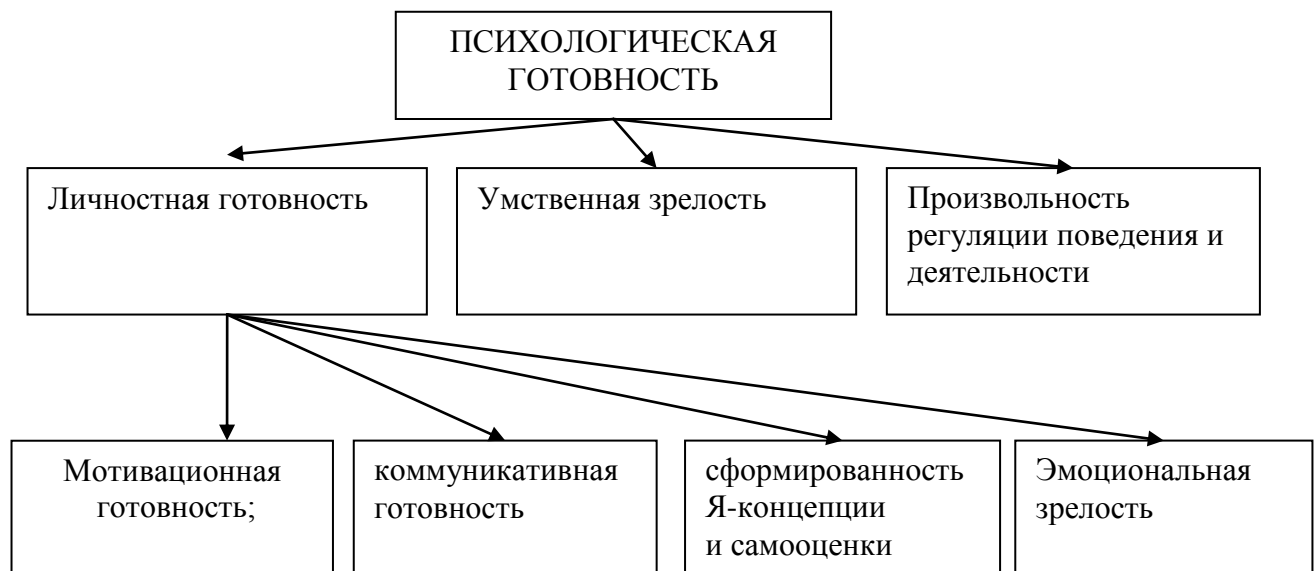 ПСИХОЛОГИЧЕСКАЯ
ГОТОВНОСТЬ
Личностная готовность
Умственная зрелость
Произвольность
регуляции поведения и
деятельности
Мотивационная
готовность;
коммуникативная
готовность
сформированность
Я-концепции
и самооценки
Эмоциональная
зрелость